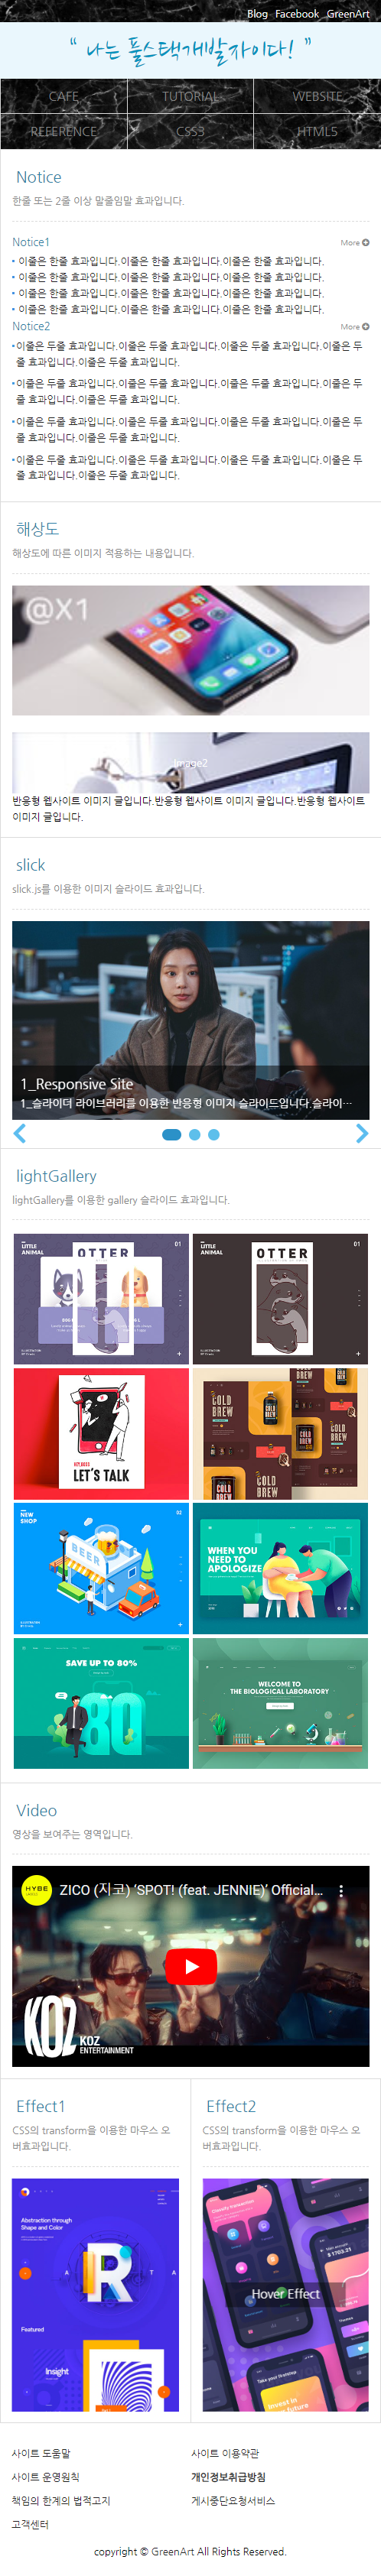 Blog Facebook GreenArt
“ 나는 풀스택개발자이다! ”
CAFE TUTORIAL WEBSITE
REFERENCE CSS3 HTML5
Notice
한줄 또는 2줄 이상 말줄임말 효과입니다.
Notice1 More
이줄은 한줄 효과입니다.이줄은 한줄 효과입니다.이줄은 한줄 효과입니다.
이줄은 한줄 효과입니다.이줄은 한줄 효과입니다.이줄은 한줄 효과입니다.
이줄은 한줄 효과입니다.이줄은 한줄 효과입니다.이줄은 한줄 효과입니다.
이줄은 한줄 효과입니다.이줄은 한줄 효과입니다.이줄은 한줄 효과입니다.
Notice2 More
이줄은 두줄 효과입니다.이줄은 두줄 효과입니다.이줄은 두줄 효과입니다.이줄은 두
줄 효과입니다.이줄은 두줄 효과입니다.
이줄은 두줄 효과입니다.이줄은 두줄 효과입니다.이줄은 두줄 효과입니다.이줄은 두
줄 효과입니다.이줄은 두줄 효과입니다.
이줄은 두줄 효과입니다.이줄은 두줄 효과입니다.이줄은 두줄 효과입니다.이줄은 두
줄 효과입니다.이줄은 두줄 효과입니다.
이줄은 두줄 효과입니다.이줄은 두줄 효과입니다.이줄은 두줄 효과입니다.이줄은 두
줄 효과입니다.이줄은 두줄 효과입니다.
해상도
해상도에 따른 이미지 적용하는 내용입니다.
@X1
Image2
반응형 웹사이트 이미지 글입니다.반응형 웹사이트 이미지 글입니다.반응형 웹사이트
이미지 글입니다.
slick
slick.js를 이용한 이미지 슬라이드 효과입니다.
1_Responsive Site
1_슬라이더 라이브러리를 이용한 반응형 이미지 슬라이드입니다.슬라이…
lightGallery
lightGallery를 이용한 gallery 슬라이드 효과입니다.
LITTLE
ANIMAL
OTTER
01
LITTLE
ANIMAL
OTTER
01
LET'S TALK
COLD
BREW
COLD
BREW
COLD
BREW
NEW
SHOP
02
BEER
WHEN YOU
NEED TO
APOLOGIZE
SAVE UP TO 80%
80
WELCOME TO
THE BIOLOGICAL LABORATORY
Video
영상을 보여주는 영역입니다.
HYBE
LABELS
ZICO (지코) ‘SPOT! (feat. JENNIE)’ Official...
KOZ
KOZ
ENTERTAINMENT
Effect1
CSS의 transform을 이용한 마우스 오
버효과입니다.
Abstraction through
Shape and Color
R
A T A
Featured
Insight
Effect2
CSS의 transform을 이용한 마우스 오
버효과입니다.
Hover Effect
사이트 도움말 사이트 이용약관
사이트 운영원칙 개인정보취급방침
책임의 한계의 법적고지 게시중단요청서비스
고객센터
copyright © GreenArt All Rights Reserved.